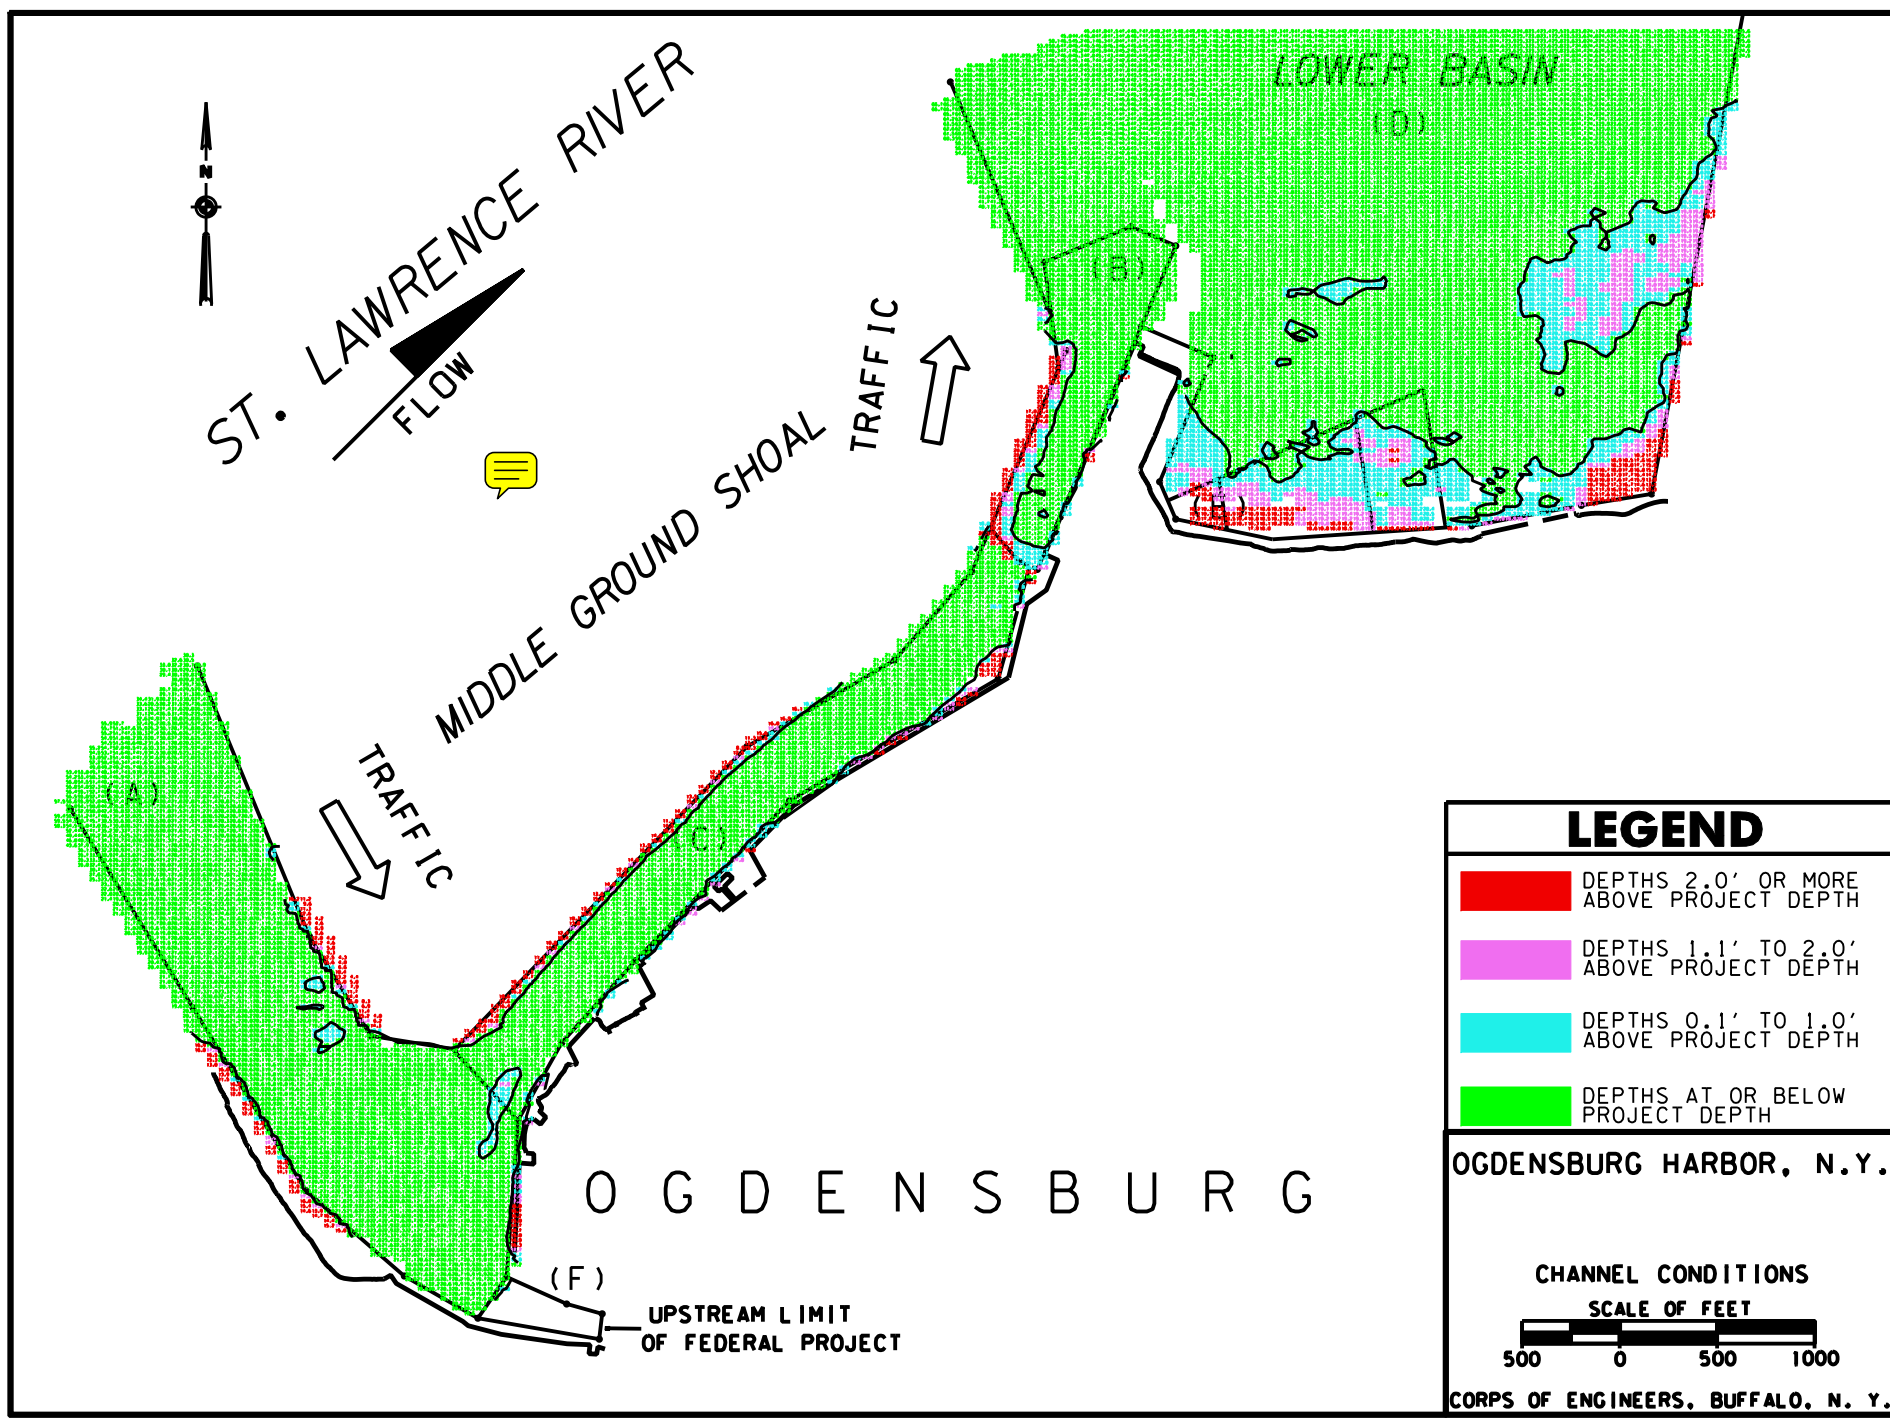 LOWER BASIN
(D)
N
ST. LAWRENCE RIVER
FLOW
(B)
TRAFFIC
MIDDLE GROUND SHOAL
(A)
TRAFFIC
(C)
OGDENSBURG
(F)
UPSTREAM LIMIT
OF FEDERAL PROJECT
LEGEND
DEPTHS 2.0' OR MORE
ABOVE PROJECT DEPTH
DEPTHS 1.1' TO 2.0'
ABOVE PROJECT DEPTH
DEPTHS 0.1' TO 1.0'
ABOVE PROJECT DEPTH
DEPTHS AT OR BELOW
PROJECT DEPTH
OGDENSBURG HARBOR, N.Y.
CHANNEL CONDITIONS
SCALE OF FEET
500 0 500 1000
CORPS OF ENGINEERS, BUFFALO, N. Y.